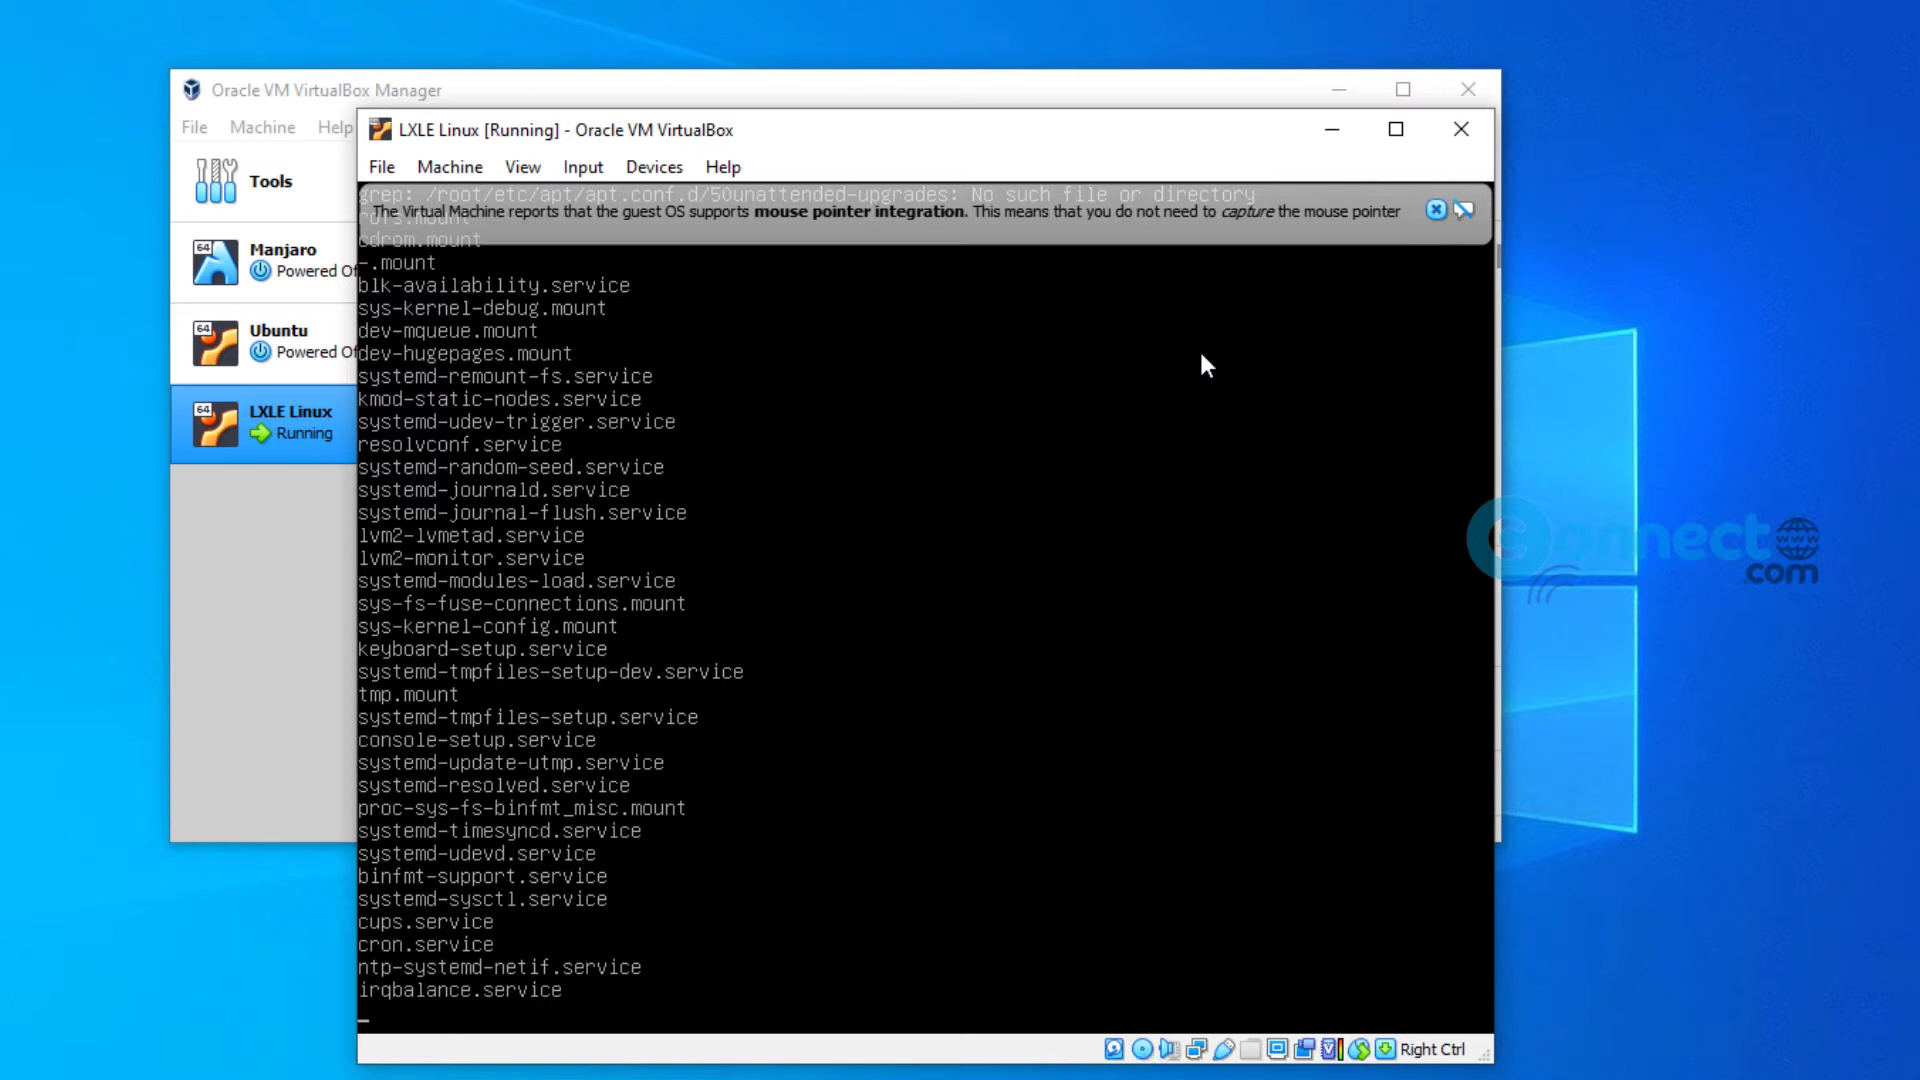 Oracle VM VirtualBox Manager
File Machine Help
LXLE Linux [Running] - Oracle VM VirtualBox
File Machine View Input Devices Help
Tools
64 Manjaro
Powered Of
64 Ubuntu
Powered Of
64 LXLE Linux
Running
grep: /root/etc/apt/apt.conf.d/50unattended-upgrades: No such file or directory
The Virtual Machine reports that the guest OS supports mouse pointer integration. This means that you do not need to capture the mouse pointer
cdrom.mount
-.mount
blk-availability.service
sys-kernel-debug.mount
dev-mqueue.mount
dev-hugepages.mount
systemd-remount-fs.service
kmod-static-nodes.service
systemd-udev-trigger.service
resolvconf.service
systemd-random-seed.service
systemd-journald.service
systemd-journal-flush.service
lvm2-lvmetad.service
lvm2-monitor.service
systemd-modules-load.service
sys-fs-fuse-connections.mount
sys-kernel-config.mount
keyboard-setup.service
systemd-tmpfiles-setup-dev.service
tmp.mount
systemd-tmpfiles-setup.service
console-setup.service
systemd-update-utmp.service
systemd-resolved.service
proc-sys-fs-binfmt_misc.mount
systemd-timesyncd.service
systemd-udevd.service
binfmt-support.service
systemd-sysctl.service
cups.service
cron.service
ntp-systemd-netif.service
irqbalance.service
_
Right Ctrl
Connect www
.com